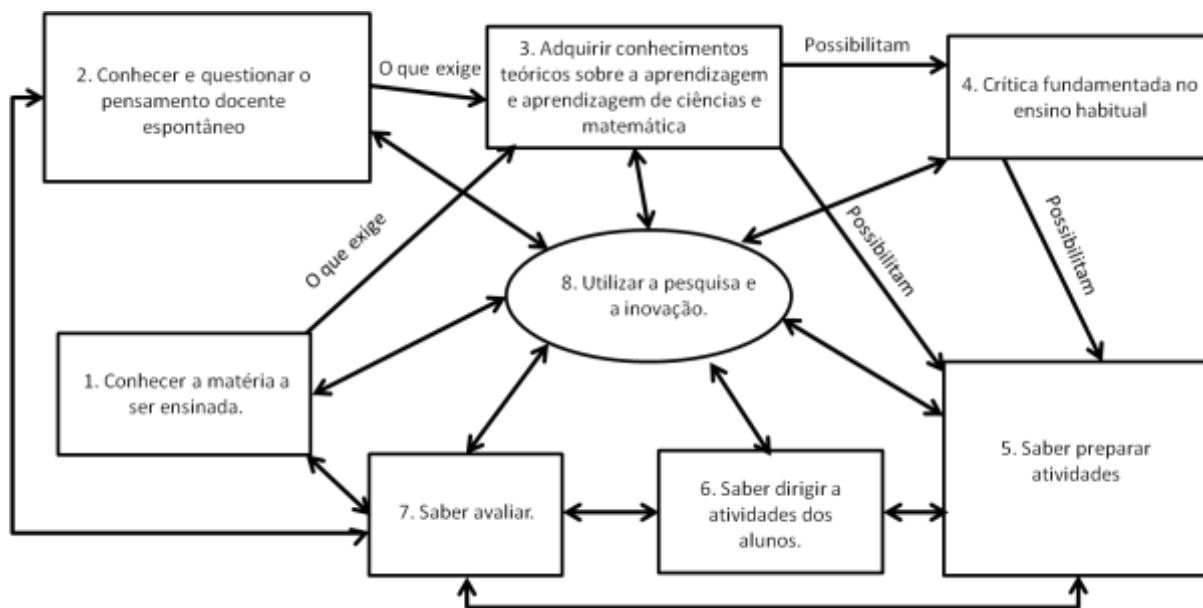 2. Conhecer e questionar o
pensamento docente
espontâneo
O que exige
3. Adquirir conhecimentos
teóricos sobre a aprendizagem
e aprendizagem de ciências e
matemática
Possibilitam
4. Crítica fundamentada no
ensino habitual
O que exige
Possibilitam
Possibilitam
8. Utilizar a pesquisa e
a inovação.
1. Conhecer a matéria a
ser ensinada.
7. Saber avaliar.
6. Saber dirigir a
atividades dos
alunos.
5. Saber preparar
atividades